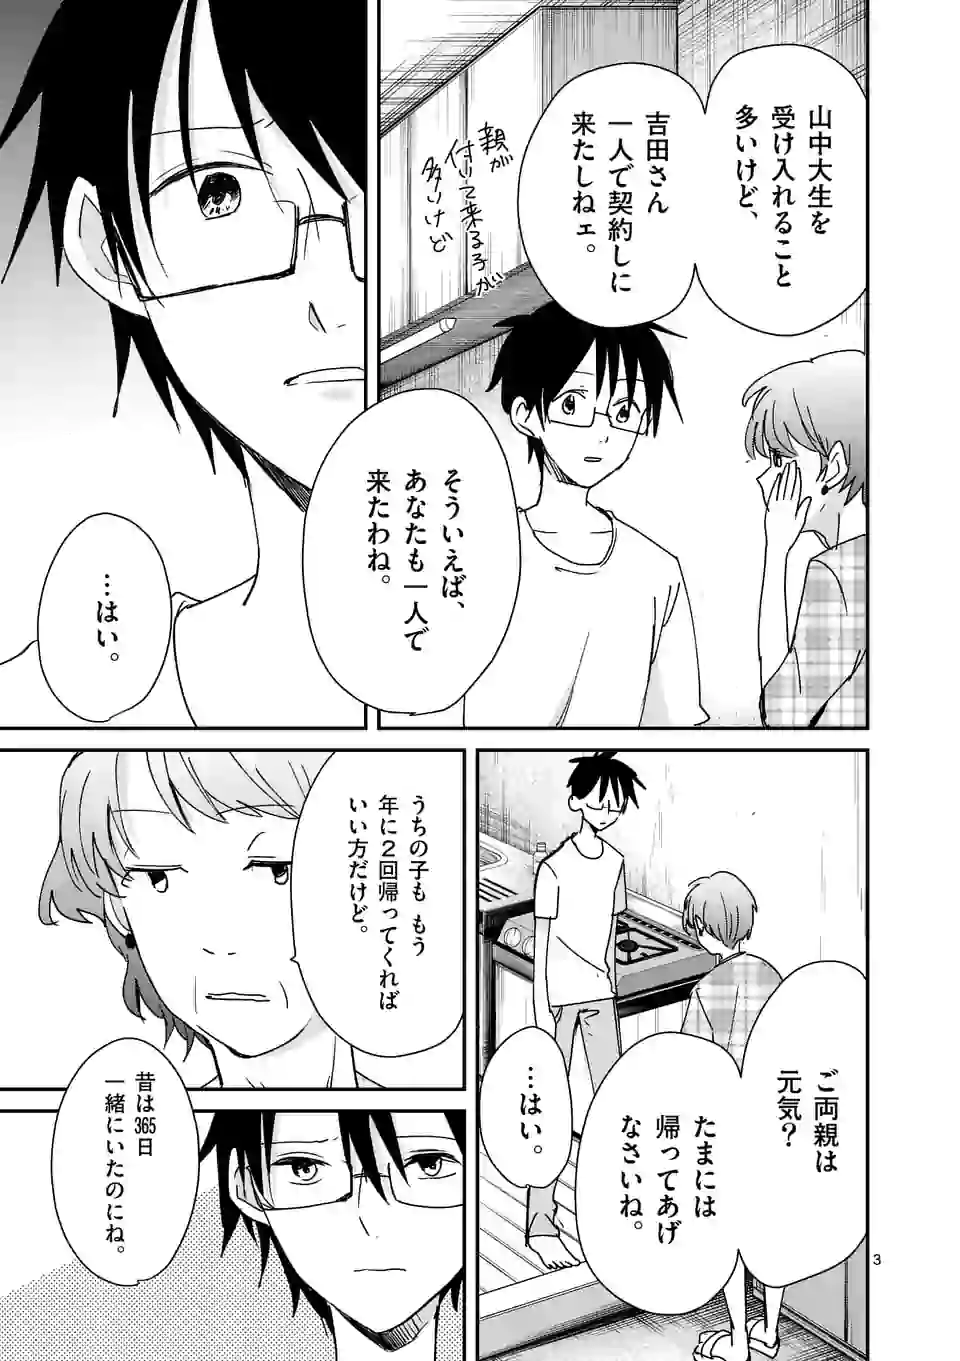 山中大生を
受け入れること
多いけど、
吉田さん
一人で契約しに
来たしねェ。
親が
付いて来る子が
多いけど
そういえば、
あなたも一人で
来たわね。
…はい。
ご両親は
元気？
たまには
帰ってあげ
なさいね。
…はい。
うちの子も もう
年に２回帰ってくれば
いい方だけど。
昔は365日
一緒にいたのにね。
3